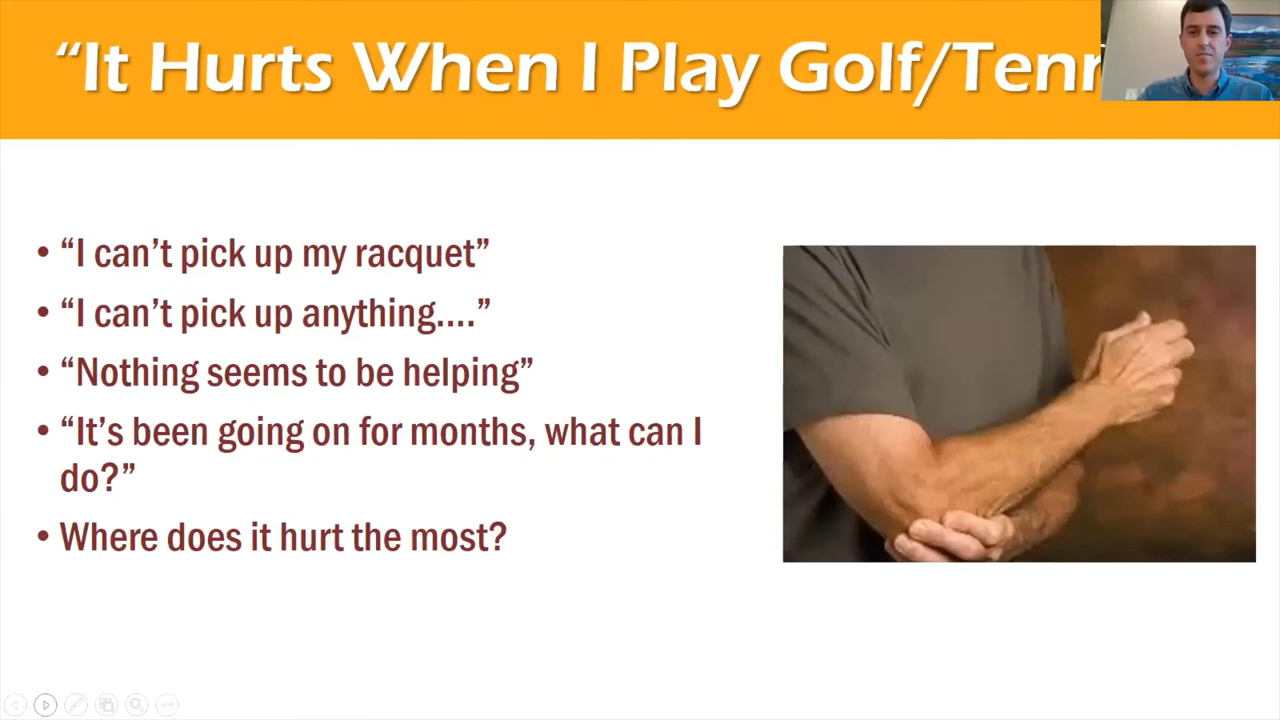 “It Hurts When I Play Golf/Tenn
• “I can’t pick up my racquet”
• “I can’t pick up anything....”
• “Nothing seems to be helping”
• “It’s been going on for months, what can I
do?”
• Where does it hurt the most?